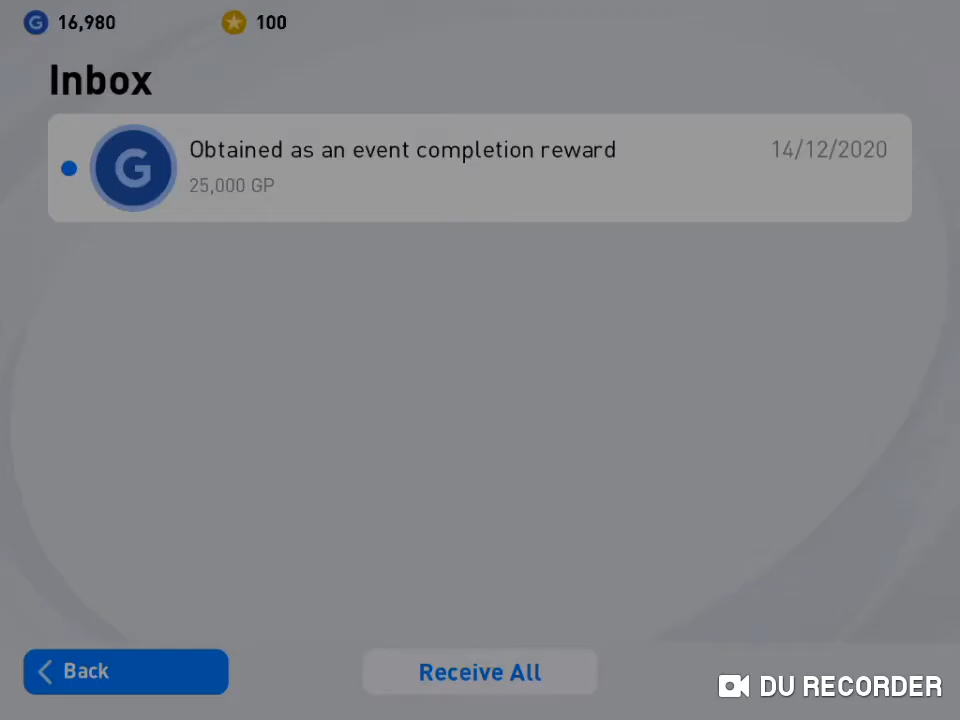 G 16,980 100
Inbox
G
Obtained as an event completion reward 14/12/2020
25,000 GP
Back
Receive All
DU RECORDER